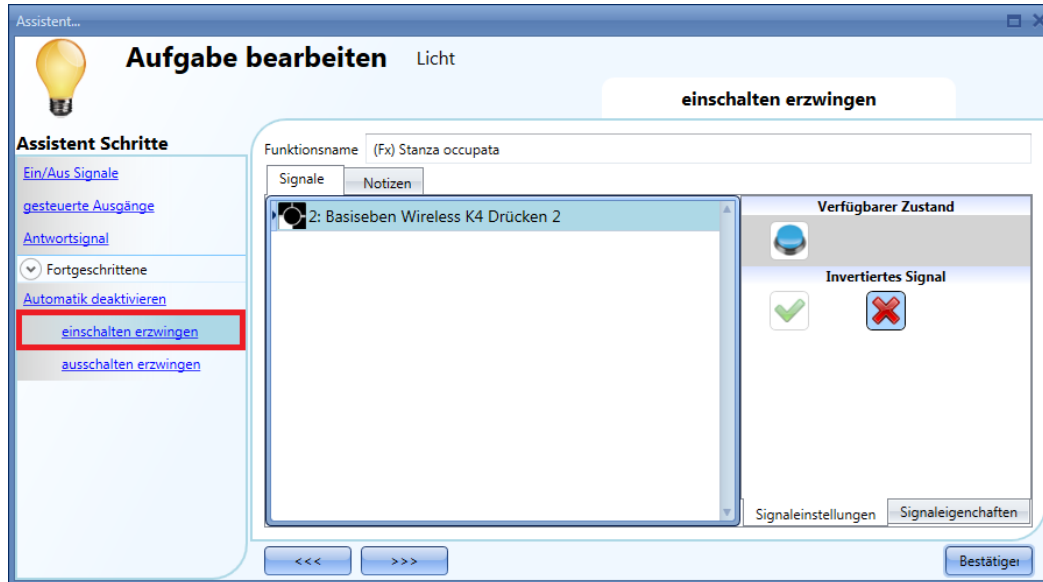 Assistent...
Aufgabe bearbeiten Licht
einschalten erzwingen
Assistent Schritte
Ein/Aus Signale
gesteuerte Ausgänge
Antwortsignal
Fortgeschrittene
Automatik deaktivieren
einschalten erzwingen
ausschalten erzwingen
Funktionsname (Fx) Stanza occupata
Signale Notizen
2: Basiseben Wireless K4 Drücken 2
Verfügbarer Zustand
Invertiertes Signal
Signaleinstellungen Signaleigenchaften
<<< >>> Bestätiger